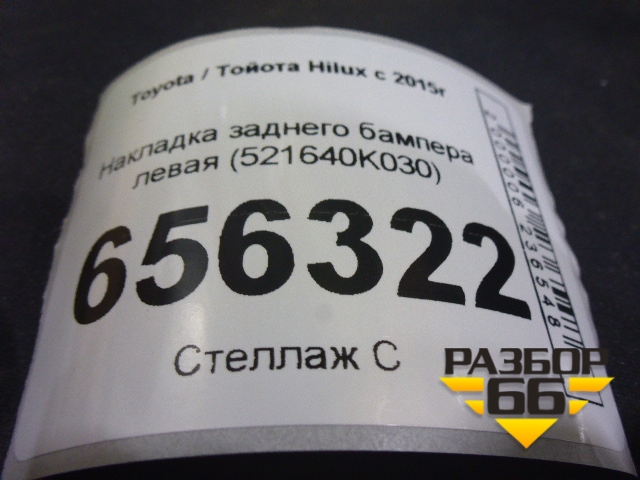 Toyota / Тойота Hilux с 2015г
Накладка заднего бампера
левая (521640K030)
656322
Стеллаж С
РАЗБОР
66